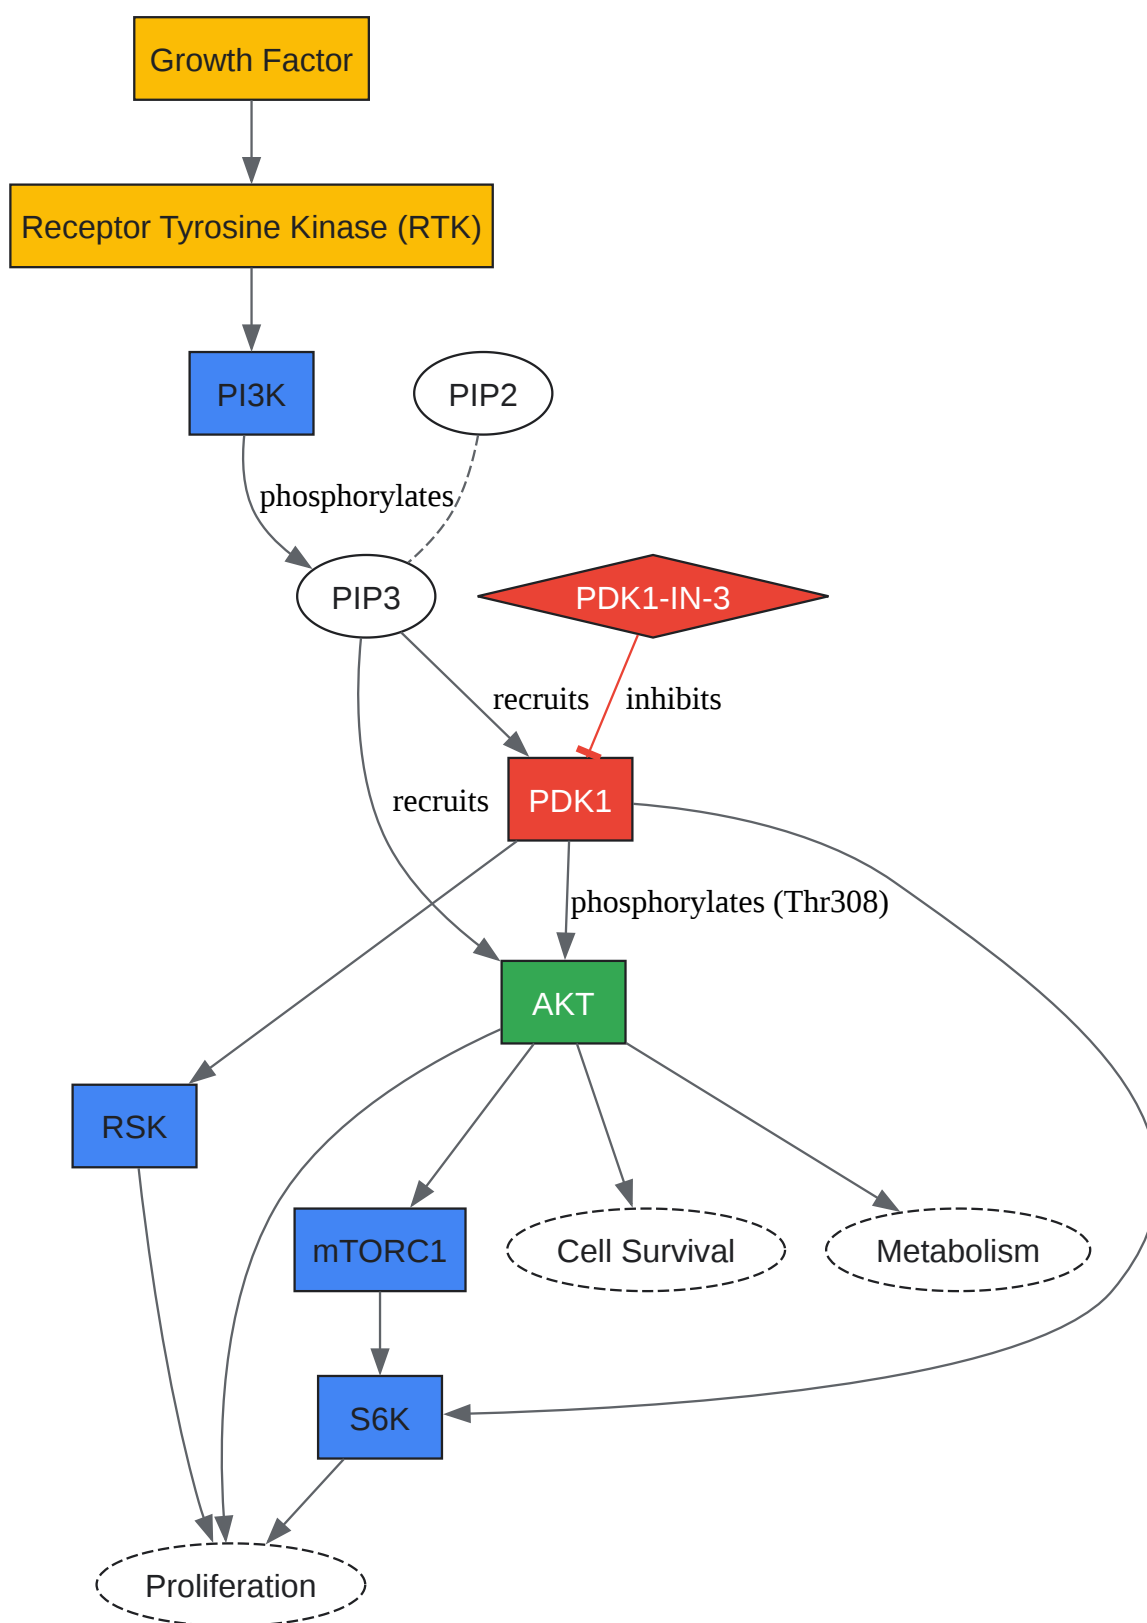 Growth Factor
Receptor Tyrosine Kinase (RTK)
PI3K
PIP2
phosphorylates
PIP3
PDK1-IN-3
recruits
inhibits
PDK1
recruits
phosphorylates (Thr308)
AKT
RSK
mTORC1
Cell Survival
Metabolism
S6K
Proliferation